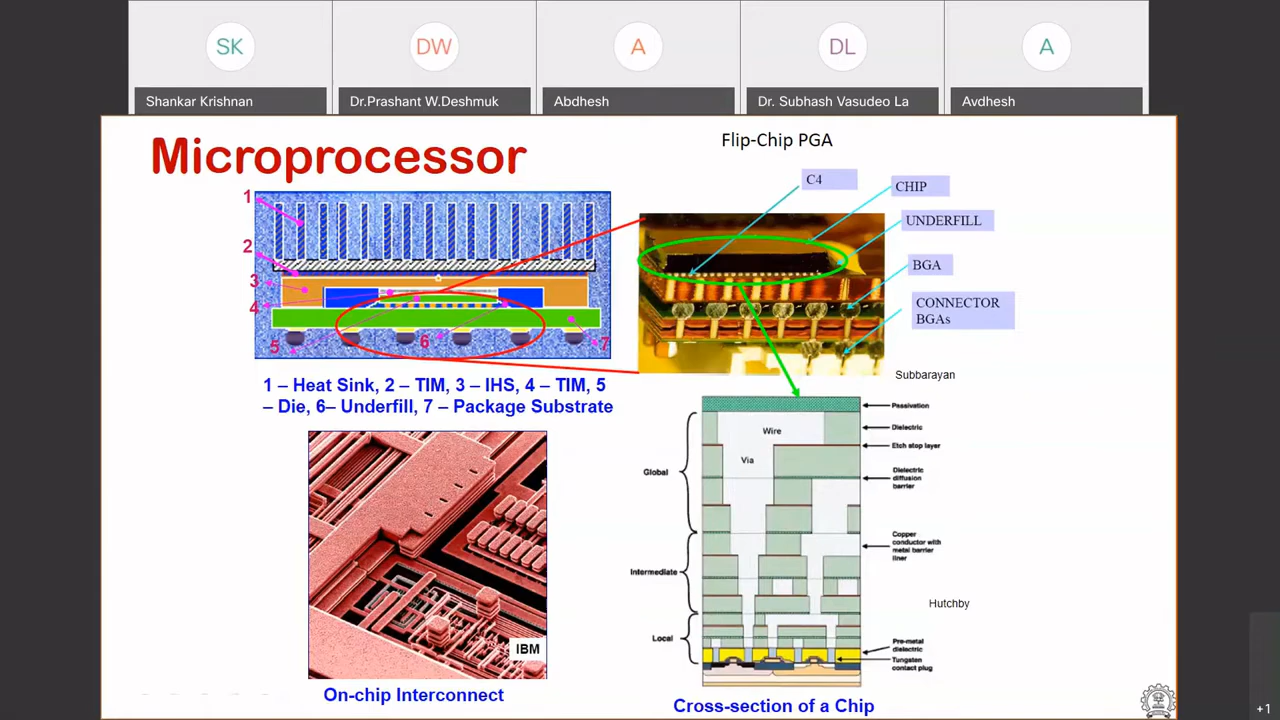 SK
DW
A
DL
A
Shankar Krishnan
Dr.Prashant W.Deshmuk
Abdhesh
Dr. Subhash Vasudeo La
Avdhesh
Microprocessor
Flip-Chip PGA
C4
CHIP
UNDERFILL
BGA
CONNECTOR
BGAs
1
2
3
4
5
6
7
Subbarayan
1 – Heat Sink, 2 – TIM, 3 – IHS, 4 – TIM, 5
– Die, 6– Underfill, 7 – Package Substrate
IBM
On-chip Interconnect
Passivation
Wire
Dielectric
Etch stop layer
Via
Global
Dielectric
diffusion
barrier
Copper
conductor with
metal barrier
liner
Intermediate
Hutchby
Local
Pre-metal
dielectric
Tungsten
contact plug
Cross-section of a Chip
+1